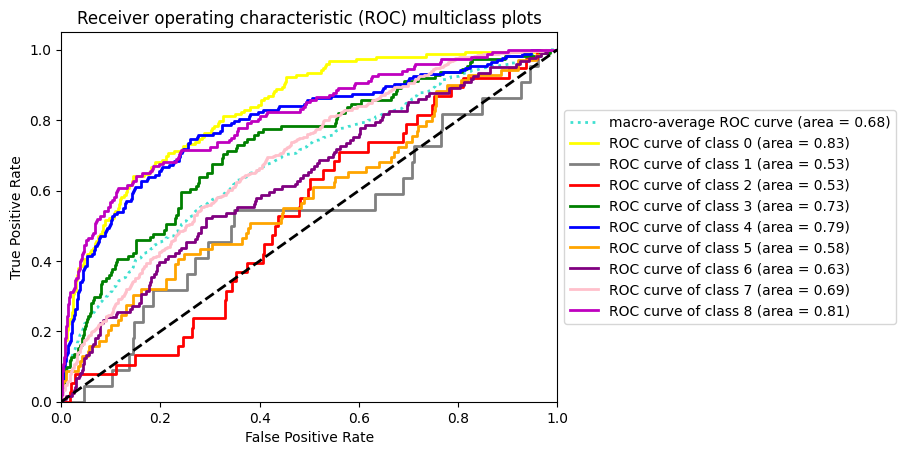 Receiver operating characteristic (ROC) multiclass plots
1.0
0.8
0.6
0.4
0.2
0.0
True Positive Rate
0.0 0.2 0.4 0.6 0.8 1.0
False Positive Rate
macro-average ROC curve (area = 0.68)
ROC curve of class 0 (area = 0.83)
ROC curve of class 1 (area = 0.53)
ROC curve of class 2 (area = 0.53)
ROC curve of class 3 (area = 0.73)
ROC curve of class 4 (area = 0.79)
ROC curve of class 5 (area = 0.58)
ROC curve of class 6 (area = 0.63)
ROC curve of class 7 (area = 0.69)
ROC curve of class 8 (area = 0.81)